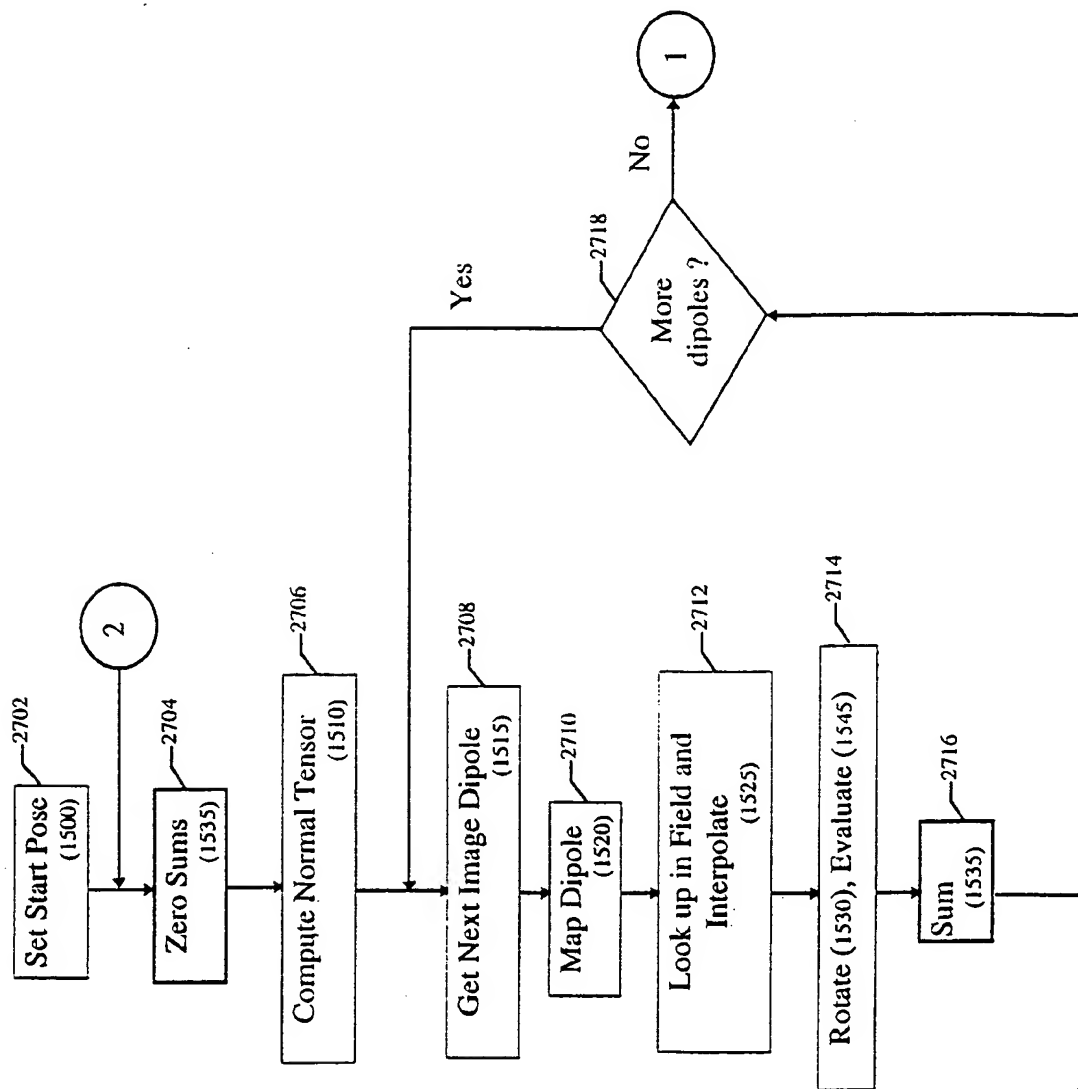 Set Start Pose
(1500)
2702
2
Zero Sums
(1535)
2704
Compute Normal Tensor
(1510)
2706
Get Next Image Dipole
(1515)
2708
Map Dipole
(1520)
2710
Look up in Field and
Interpolate
(1525)
2712
Rotate (1530), Evaluate (1545)
2714
Sum
(1535)
2716
More
dipoles ?
2718
Yes
No
1